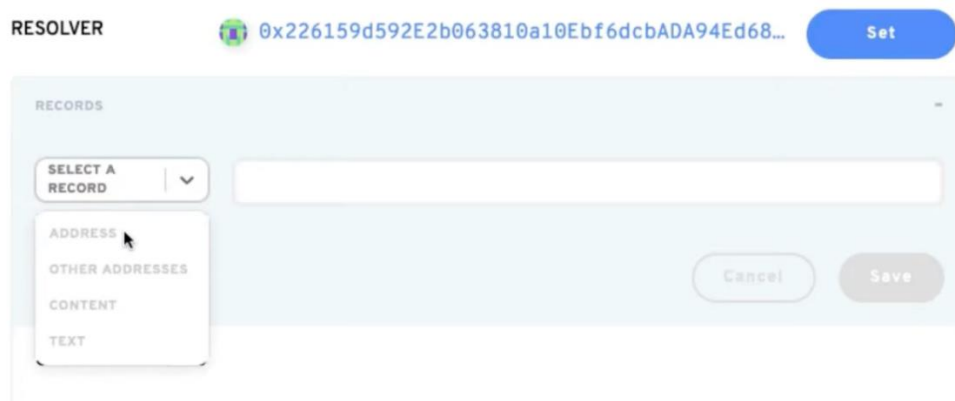 RESOLVER
0x226159d592E2b063810a10Ebf6dcbADA94Ed68...
Set
RECORDS
-
SELECT A
RECORD
ADDRESS
OTHER ADDRESSES
CONTENT
TEXT
Cancel
Save